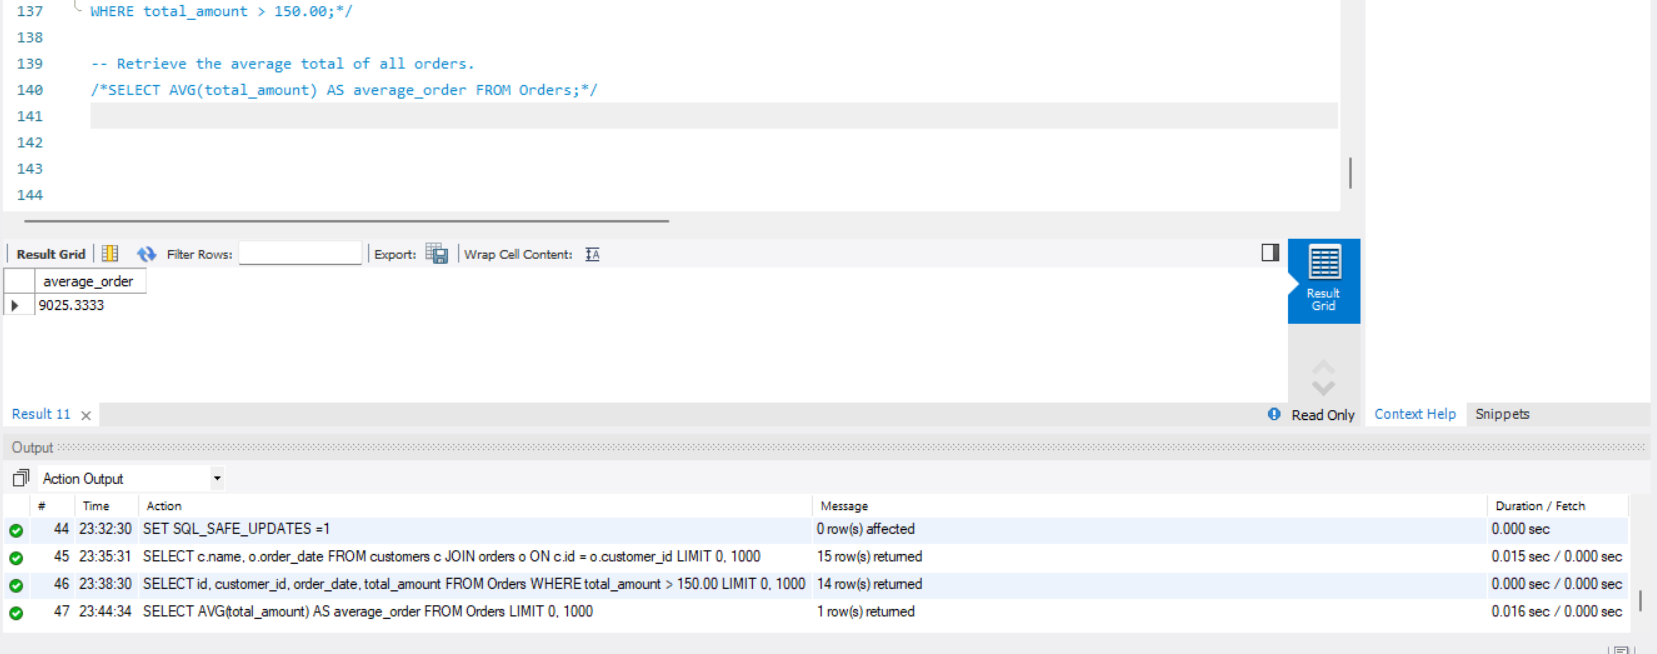 137 WHERE total_amount > 150.00;*/
138
139 -- Retrieve the average total of all orders.
140 /*SELECT AVG(total_amount) AS average_order FROM Orders;*/
141
142
143
144
Result Grid Filter Rows: Export: Wrap Cell Content: IA
average_order
9025.3333
Result Grid
Result 11 × Read Only Context Help Snippets
Output
Action Output
# Time Action Message Duration / Fetch
44 23:32:30 SET SQL_SAFE_UPDATES =1 0 row(s) affected 0.000 sec
45 23:35:31 SELECT c.name, o.order_date FROM customers c JOIN orders o ON c.id = o.customer_id LIMIT 0, 1000 15 row(s) returned 0.015 sec / 0.000 sec
46 23:38:30 SELECT id, customer_id, order_date, total_amount FROM Orders WHERE total_amount > 150.00 LIMIT 0, 1000 14 row(s) returned 0.000 sec / 0.000 sec
47 23:44:34 SELECT AVG(total_amount) AS average_order FROM Orders LIMIT 0, 1000 1 row(s) returned 0.016 sec / 0.000 sec